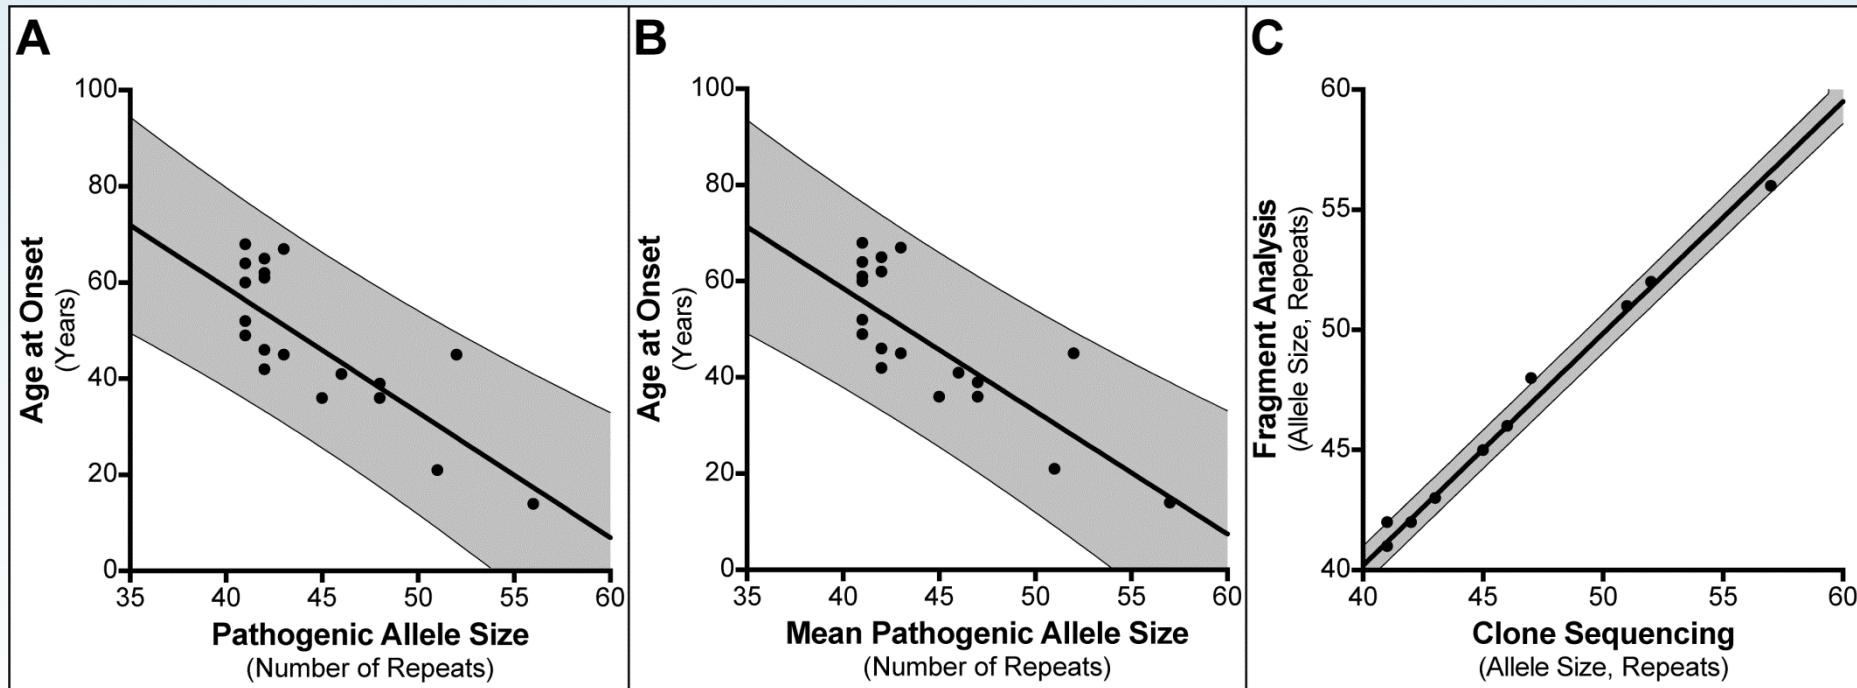 A
100
80
60
40
20
0
Age at Onset
(Years)
35 40 45 50 55 60
Pathogenic Allele Size
(Number of Repeats)
B
100
80
60
40
20
0
Age at Onset
(Years)
35 40 45 50 55 60
Mean Pathogenic Allele Size
(Number of Repeats)
C
60
55
50
45
40
Fragment Analysis
(Allele Size, Repeats)
40 45 50 55 60
Clone Sequencing
(Allele Size, Repeats)